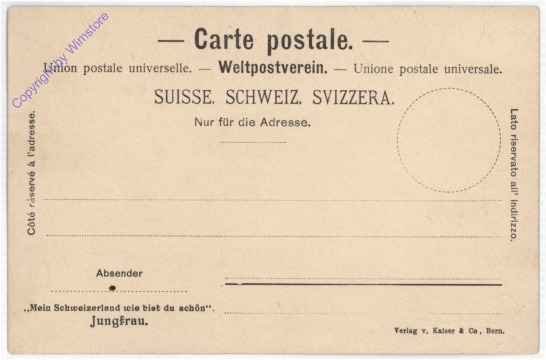 — Carte postale. —
Union postale universelle. — Weltpostverein. — Unione postale universale.
SUISSE. SCHWEIZ. SVIZZERA.
Nur für die Adresse.
Côté réservé à l'adresse.
Lato riservato all' indirizzo.
Absender
„Mein Schweizerland wie bist du schön“.
Jungfrau.
Verlag v. Kaiser & Co, Bern.
Copyright by Wimstore